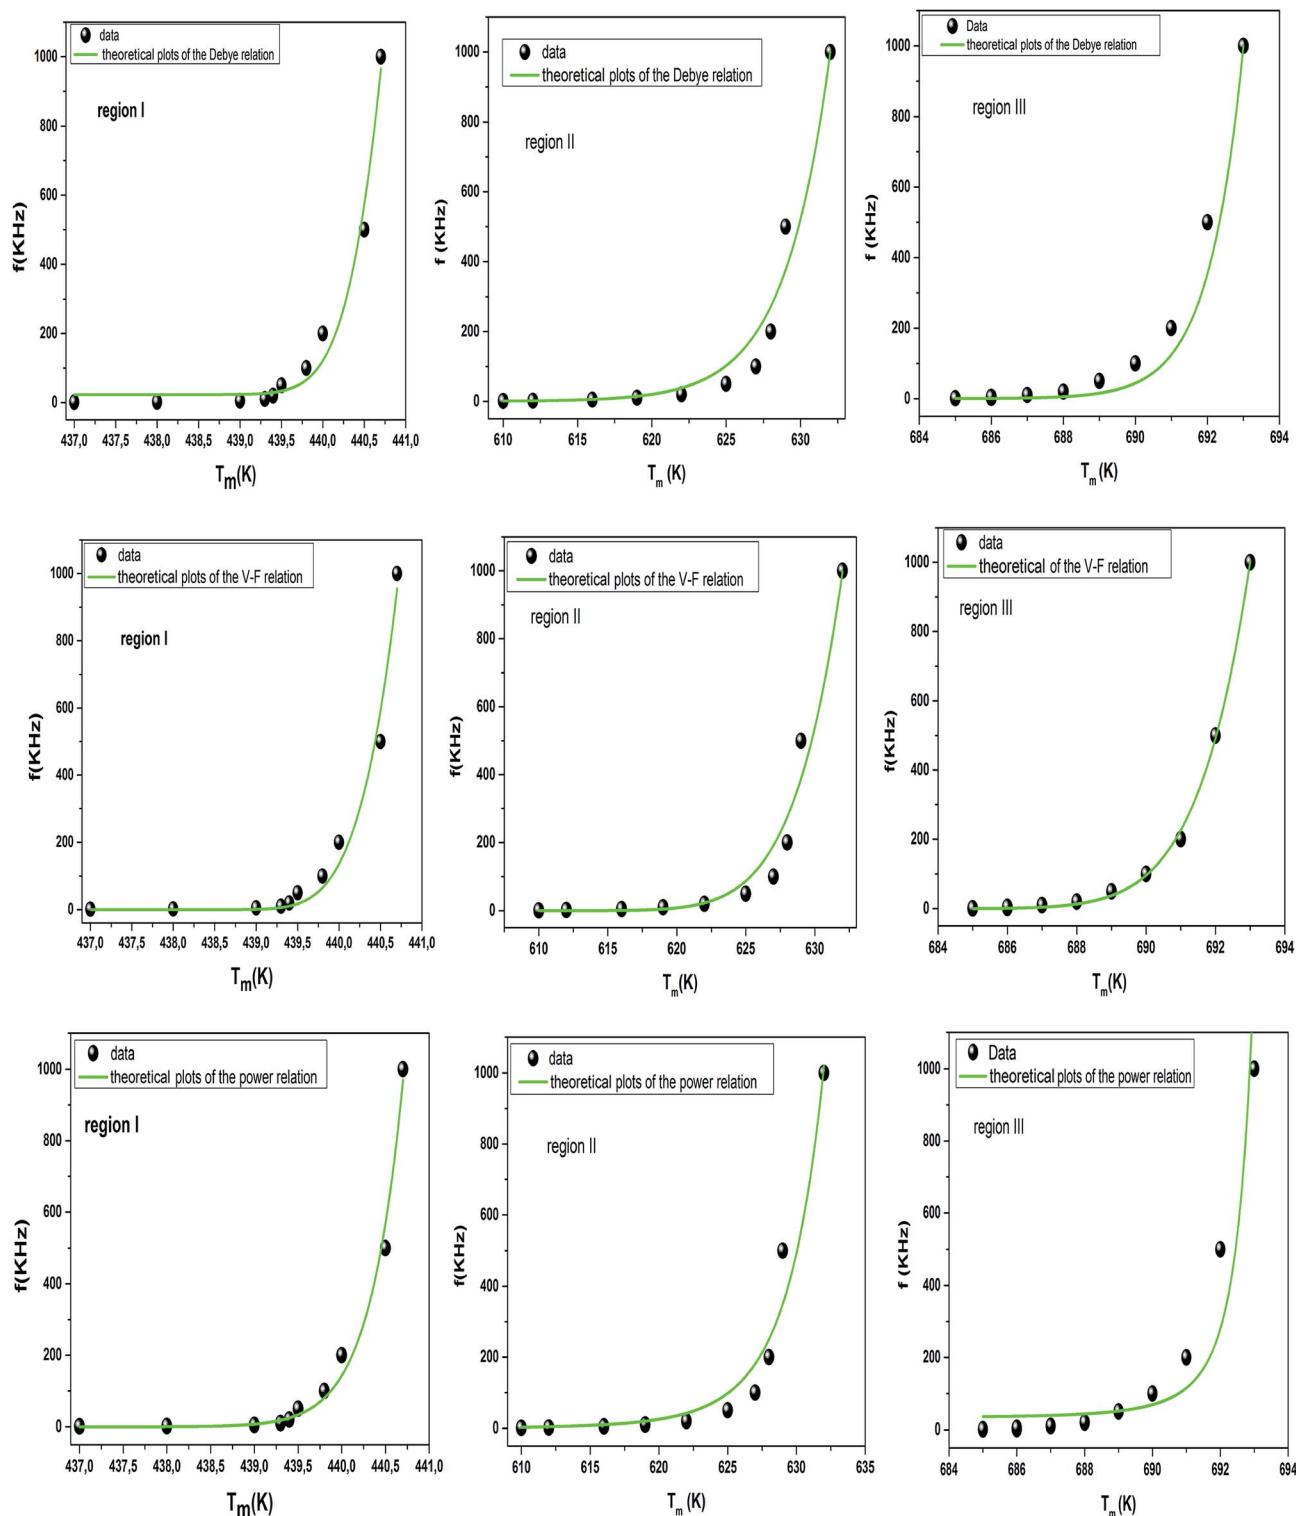 data
theoretical plots of the Debye relation
region I
f(KHz)
1000
800
600
400
200
0
437,0 437,5 438,0 438,5 439,0 439,5 440,0 440,5 441,0
Tm(K)
data
theoretical plots of the Debye relation
region II
f (KHz)
1000
800
600
400
200
0
610 615 620 625 630
Tm (K)
Data
theoretical plots of the Debye relation
region III
f (KHz)
1000
800
600
400
200
0
684 686 688 690 692 694
Tm (K)
data
theoretical plots of the V-F relation
region I
f(KHz)
1000
800
600
400
200
0
437,0 437,5 438,0 438,5 439,0 439,5 440,0 440,5 441,0
Tm(K)
data
theoretical plots of the V-F relation
region II
f(KHz)
1000
800
600
400
200
0
610 615 620 625 630
Tm(K)
data
theoretical of the V-F relation
region III
f(KHz)
1000
800
600
400
200
0
684 686 688 690 692 694
Tm(K)
data
theoretical plots of the power relation
region I
f(KHz)
1000
800
600
400
200
0
437,0 437,5 438,0 438,5 439,0 439,5 440,0 440,5 441,0
Tm(K)
data
theoretical plots of the power relation
region II
f(KHz)
1000
800
600
400
200
0
610 615 620 625 630 635
Tm (K)
Data
theoretical plots of the power relation
region III
f (KHz)
1000
800
600
400
200
0
684 686 688 690 692 694
Tm (K)